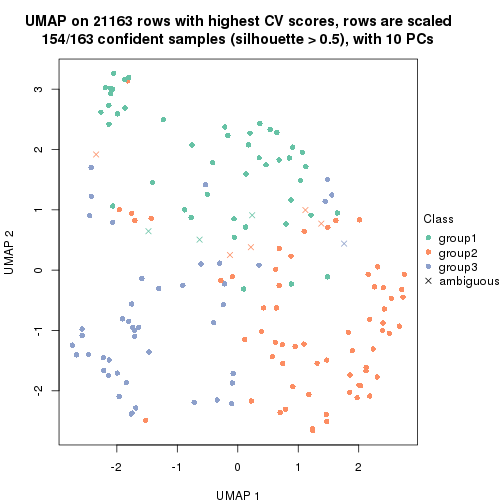 UMAP on 21163 rows with highest CV scores, rows are scaled
154/163 confident samples (silhouette > 0.5), with 10 PCs
3
2
1
0
-1
-2
UMAP 2
-2 -1 0 1 2
UMAP 1
Class
group1
group2
group3
ambiguous